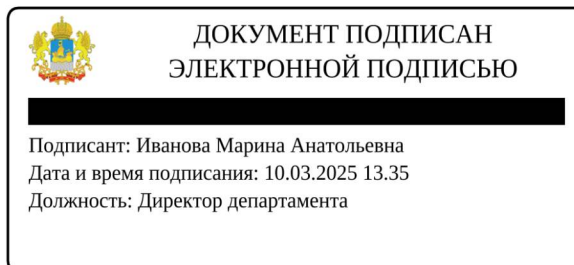 ДОКУМЕНТ ПОДПИСАН
ЭЛЕКТРОННОЙ ПОДПИСЬЮ
Подписант: Иванова Марина Анатольевна
Дата и время подписания: 10.03.2025 13.35
Должность: Директор департамента